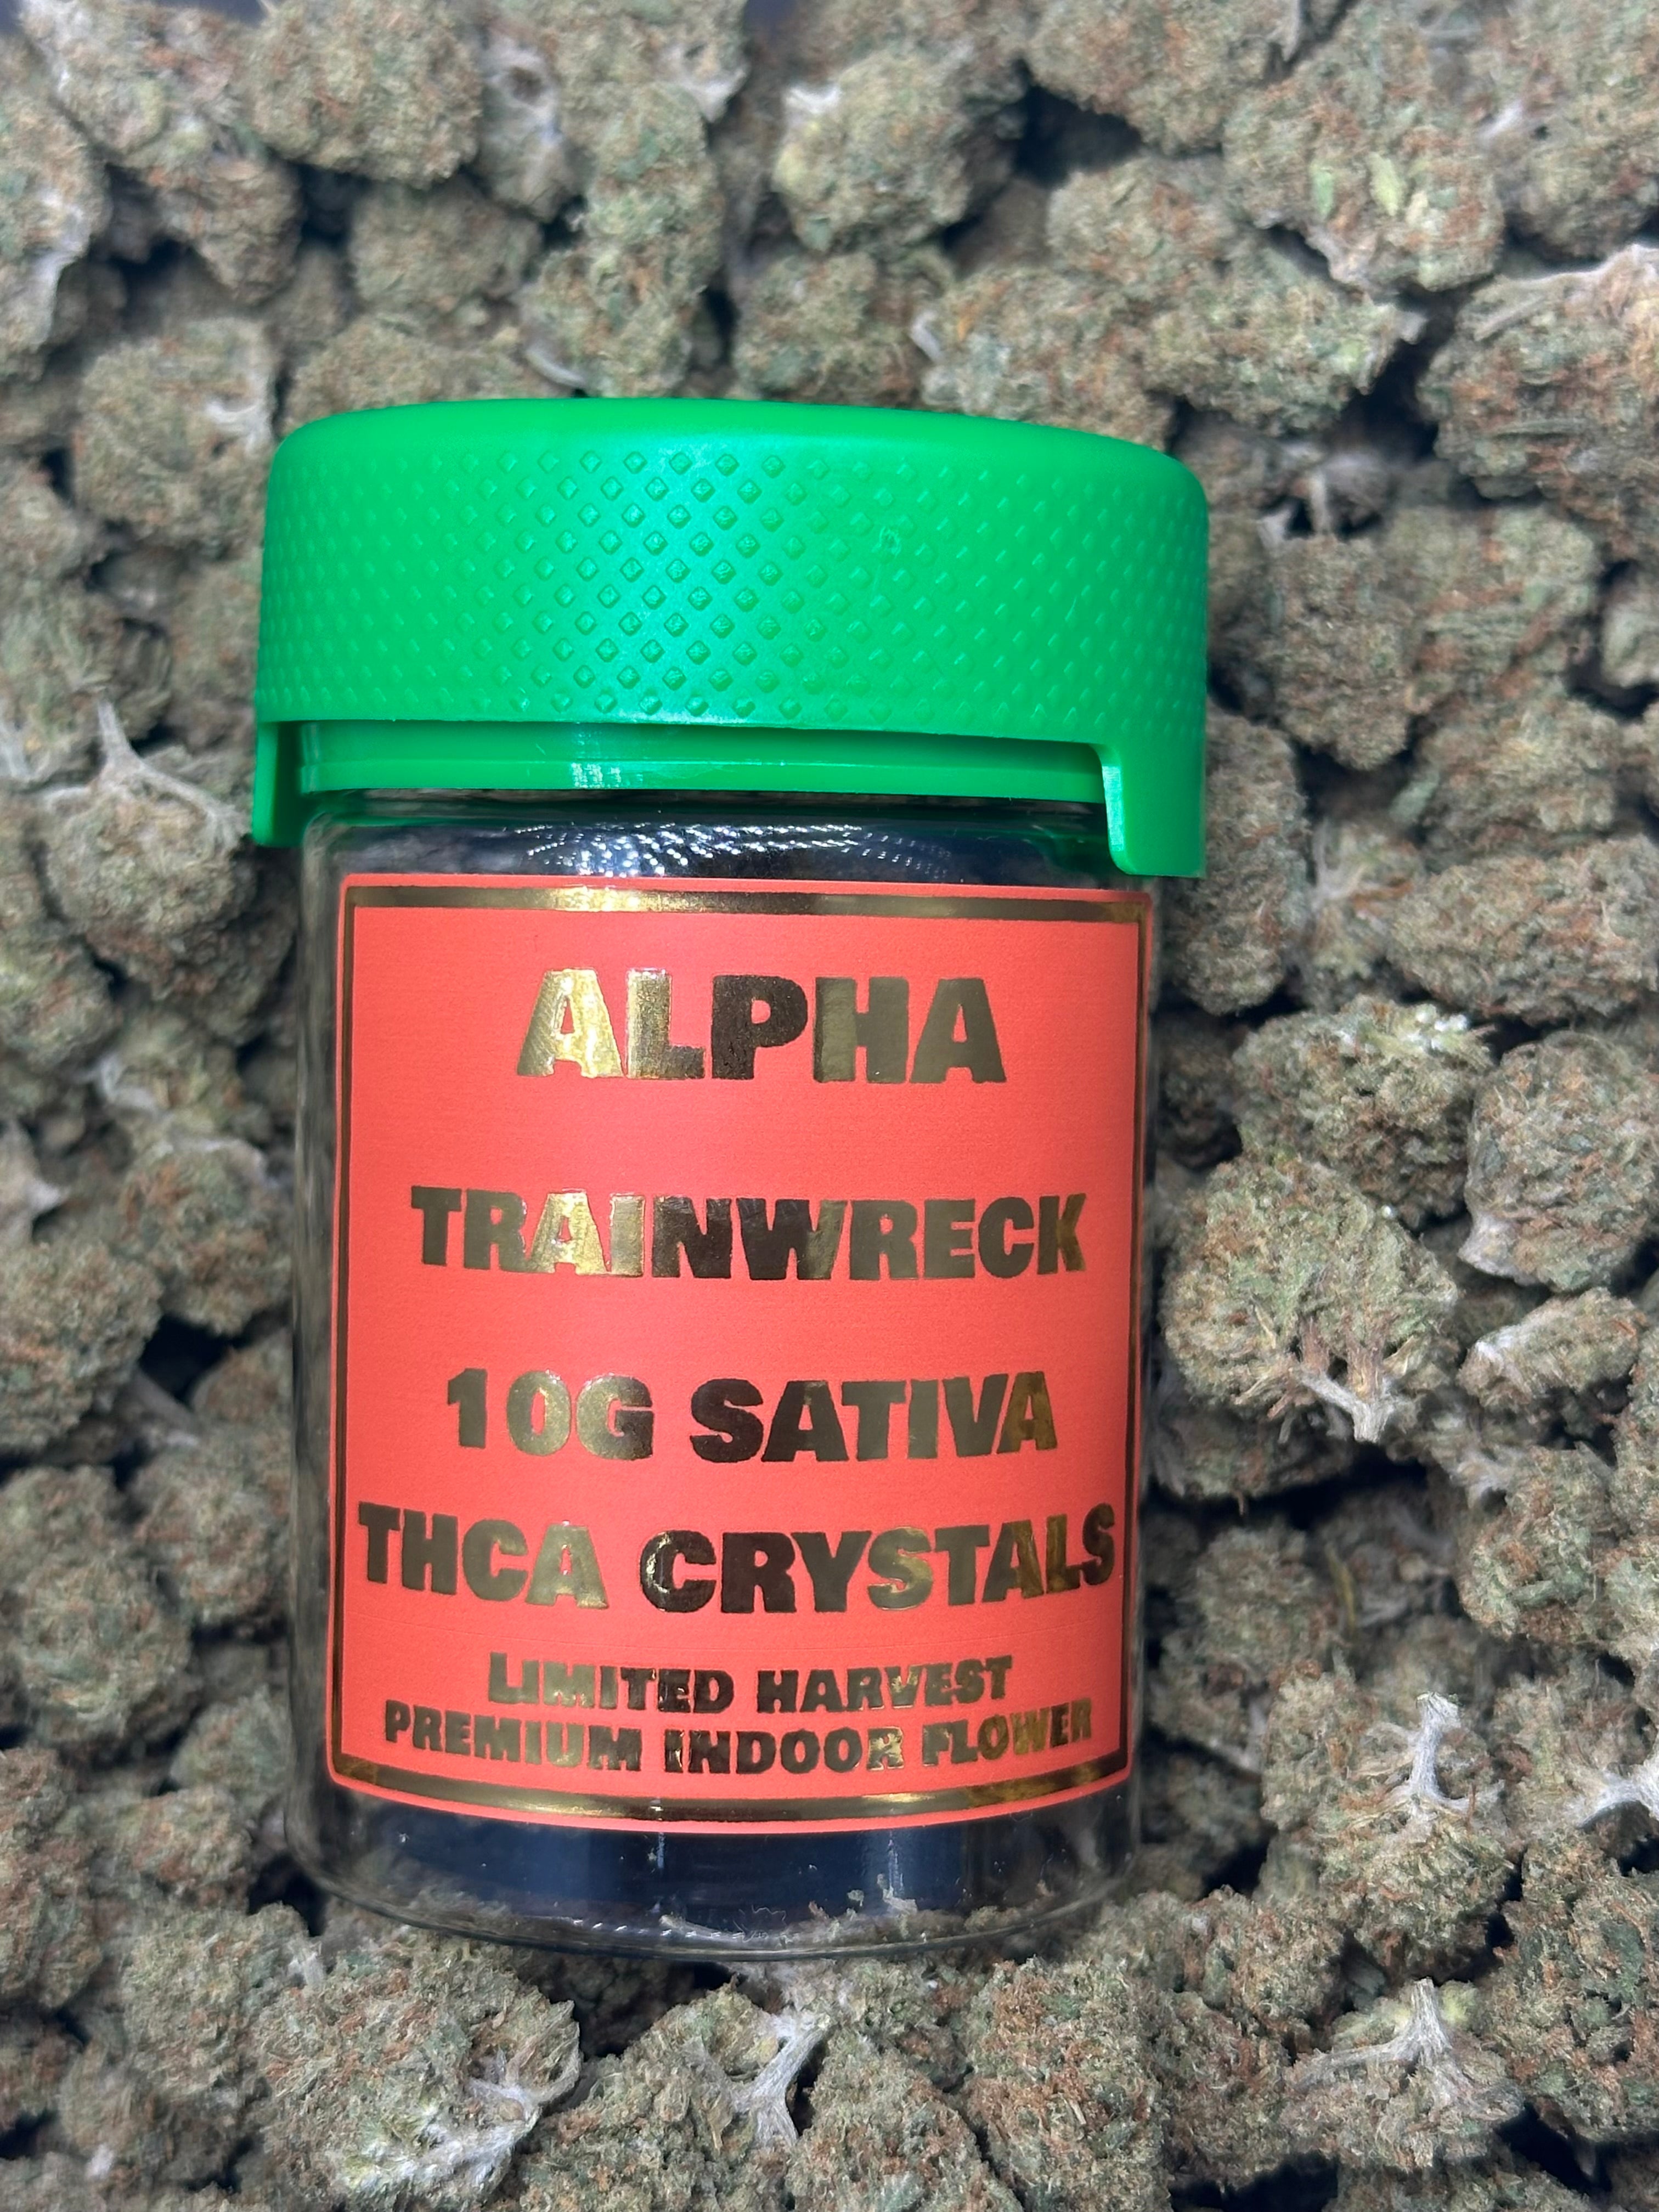 ALPHA
TRAINWRECK
10G SATIVA
THCA CRYSTALS
LIMITED HARVEST
PREMIUM INDOOR FLOWER